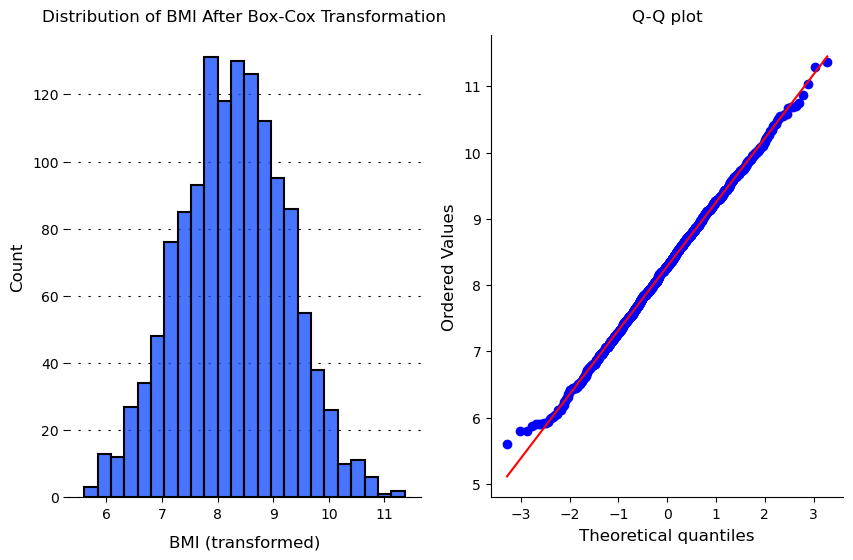 Distribution of BMI After Box-Cox Transformation
Count
120
100
80
60
40
20
0
6 7 8 9 10 11
BMI (transformed)
Q-Q plot
Ordered Values
11
10
9
8
7
6
5
−3 −2 −1 0 1 2 3
Theoretical quantiles